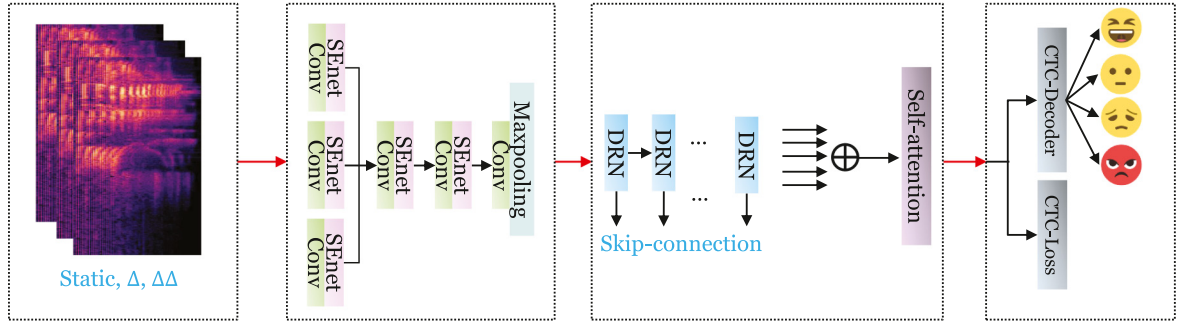 Static, Δ, ΔΔ
Conv
SEnet
Conv
SEnet
Conv
SEnet
Conv
SEnet
Conv
SEnet
Conv
Maxpooling
DRN
DRN
...
DRN
...
Skip-connection
Self-attention
CTC-Decoder
CTC-Loss